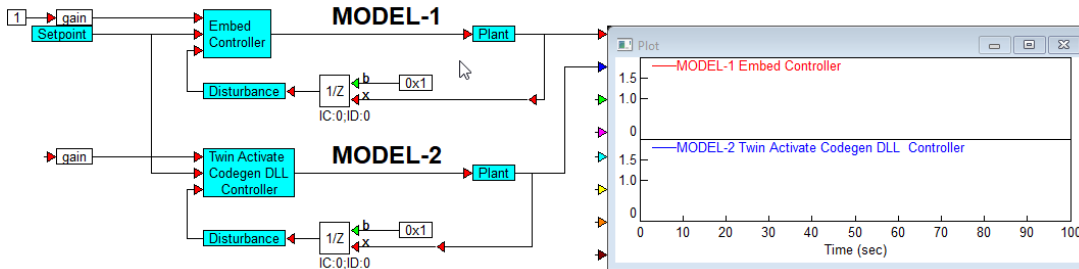 1
gain
Setpoint
Embed
Controller
MODEL-1
Plant
Disturbance
1/Z
b
x
0x1
IC:0;ID:0
gain
Twin Activate
Codegen DLL
Controller
MODEL-2
Plant
Disturbance
1/Z
b
x
0x1
IC:0;ID:0
Plot
MODEL-1 Embed Controller
1.5
1.0
0
MODEL-2 Twin Activate Codegen DLL Controller
1.5
1.0
0
0 10 20 30 40 50 60 70 80 90 100
Time (sec)